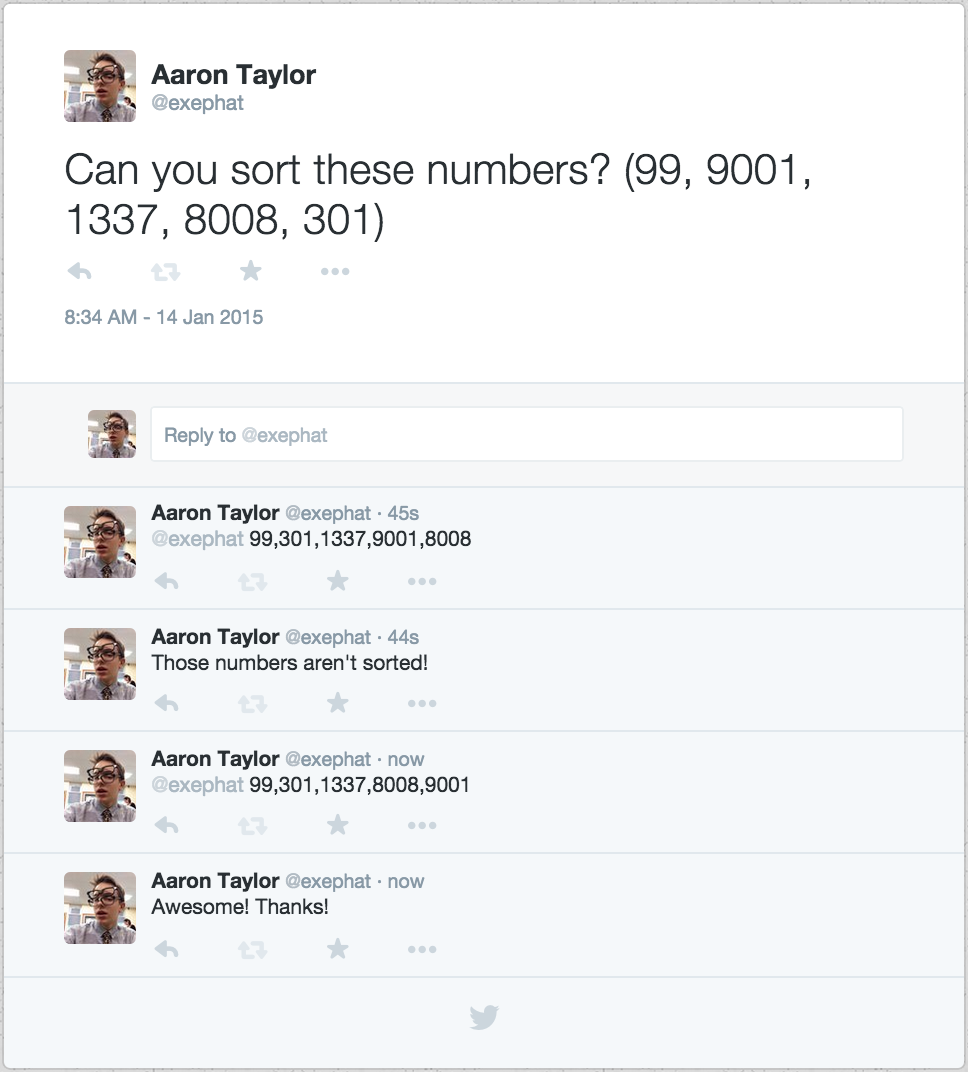 Aaron Taylor
@exephat
Can you sort these numbers? (99, 9001,
1337, 8008, 301)
8:34 AM - 14 Jan 2015
Reply to @exephat
Aaron Taylor @exephat · 45s
@exephat 99,301,1337,9001,8008
Aaron Taylor @exephat · 44s
Those numbers aren't sorted!
Aaron Taylor @exephat · now
@exephat 99,301,1337,8008,9001
Aaron Taylor @exephat · now
Awesome! Thanks!